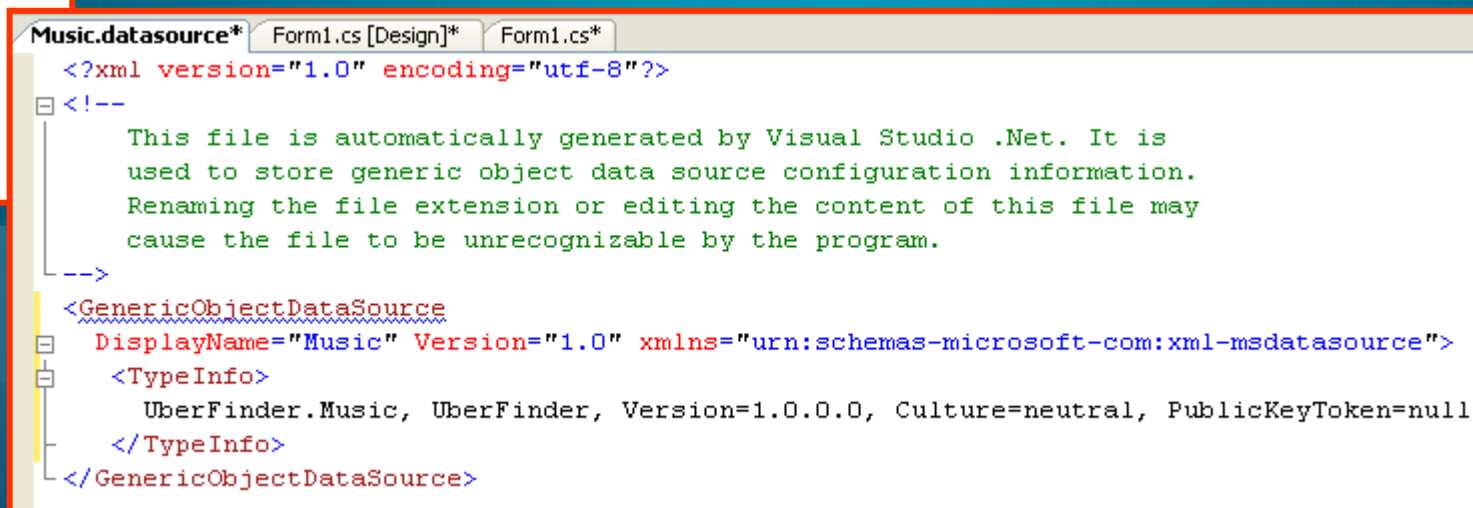 Music.datasource* Form1.cs [Design]* Form1.cs*
<?xml version="1.0" encoding="utf-8"?>
<!--
This file is automatically generated by Visual Studio .Net. It is
used to store generic object data source configuration information.
Renaming the file extension or editing the content of this file may
cause the file to be unrecognizable by the program.
-->
<GenericObjectDataSource
DisplayName="Music" Version="1.0" xmlns="urn:schemas-microsoft-com:xml-msdatasource">
<TypeInfo>
UberFinder.Music, UberFinder, Version=1.0.0.0, Culture=neutral, PublicKeyToken=null
</TypeInfo>
</GenericObjectDataSource>